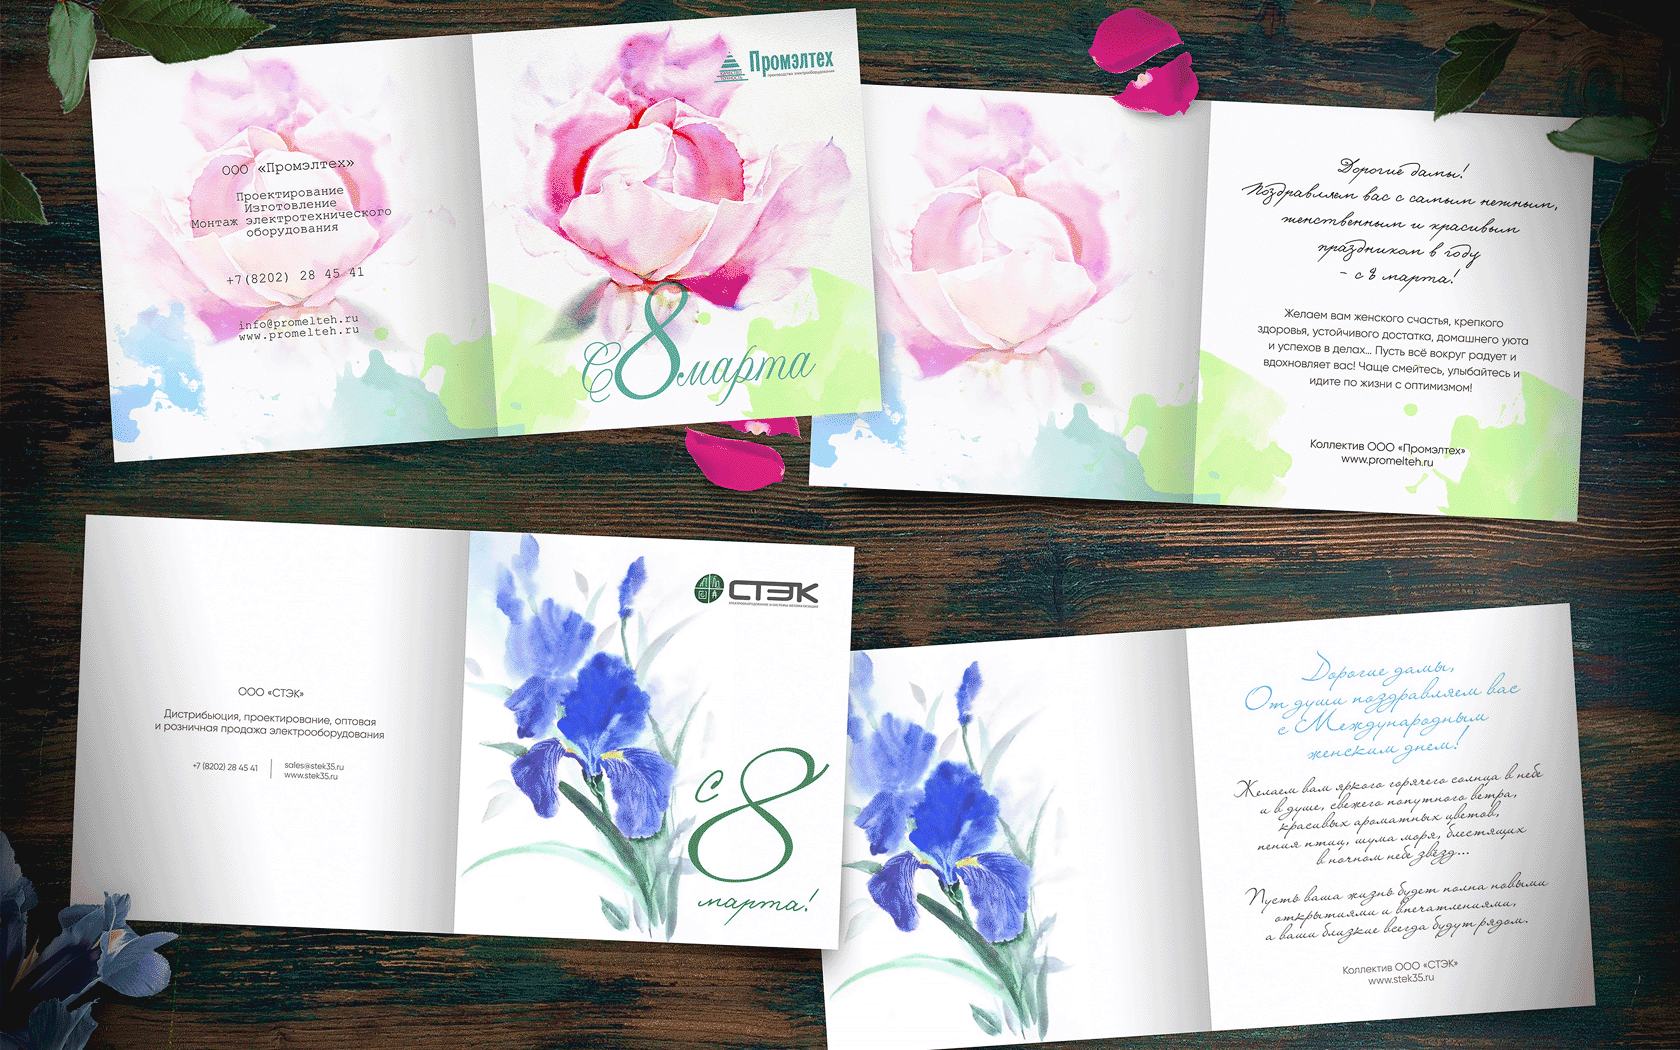 ООО «Промэлтех»
Проектирование
Изготовление
Монтаж электротехнического
оборудования
+7(8202) 28 45 41
info@promelteh.ru
www.promelteh.ru
Промэлтех
производство электрооборудования
С 8 марта
Дорогие дамы!
Поздравляем вас с самым нежным,
женственным и красивым
праздником в году
- с 8 марта!
Желаем вам женского счастья, крепкого
здоровья, устойчивого достатка, домашнего уюта
и успехов в делах... Пусть всё вокруг радует и
вдохновляет вас! Чаще смейтесь, улыбайтесь и
идите по жизни с оптимизмом!
Коллектив ООО «Промэлтех»
www.promelteh.ru
ООО «СТЭК»
Дистрибьюция, проектирование, оптовая
и розничная продажа электрооборудования
+7 (8202) 28 45 41
sales@stek35.ru
www.stek35.ru
СТЭК
ЭЛЕКТРООБОРУДОВАНИЕ И СИСТЕМЫ АВТОМАТИЗАЦИИ
с 8
марта!
Дорогие дамы,
От души поздравляем вас
с Международным
женским днем!
Желаем вам яркого горячего солнца в небе
и в душе, свежего попутного ветра,
красивых ароматных цветов,
пения птиц, шума моря, блестящих
в ночном небе звёзд...
Пусть ваша жизнь будет полна новыми
открытиями и впечатлениями,
а ваши близкие всегда будут рядом.
Коллектив ООО «СТЭК»
www.stek35.ru